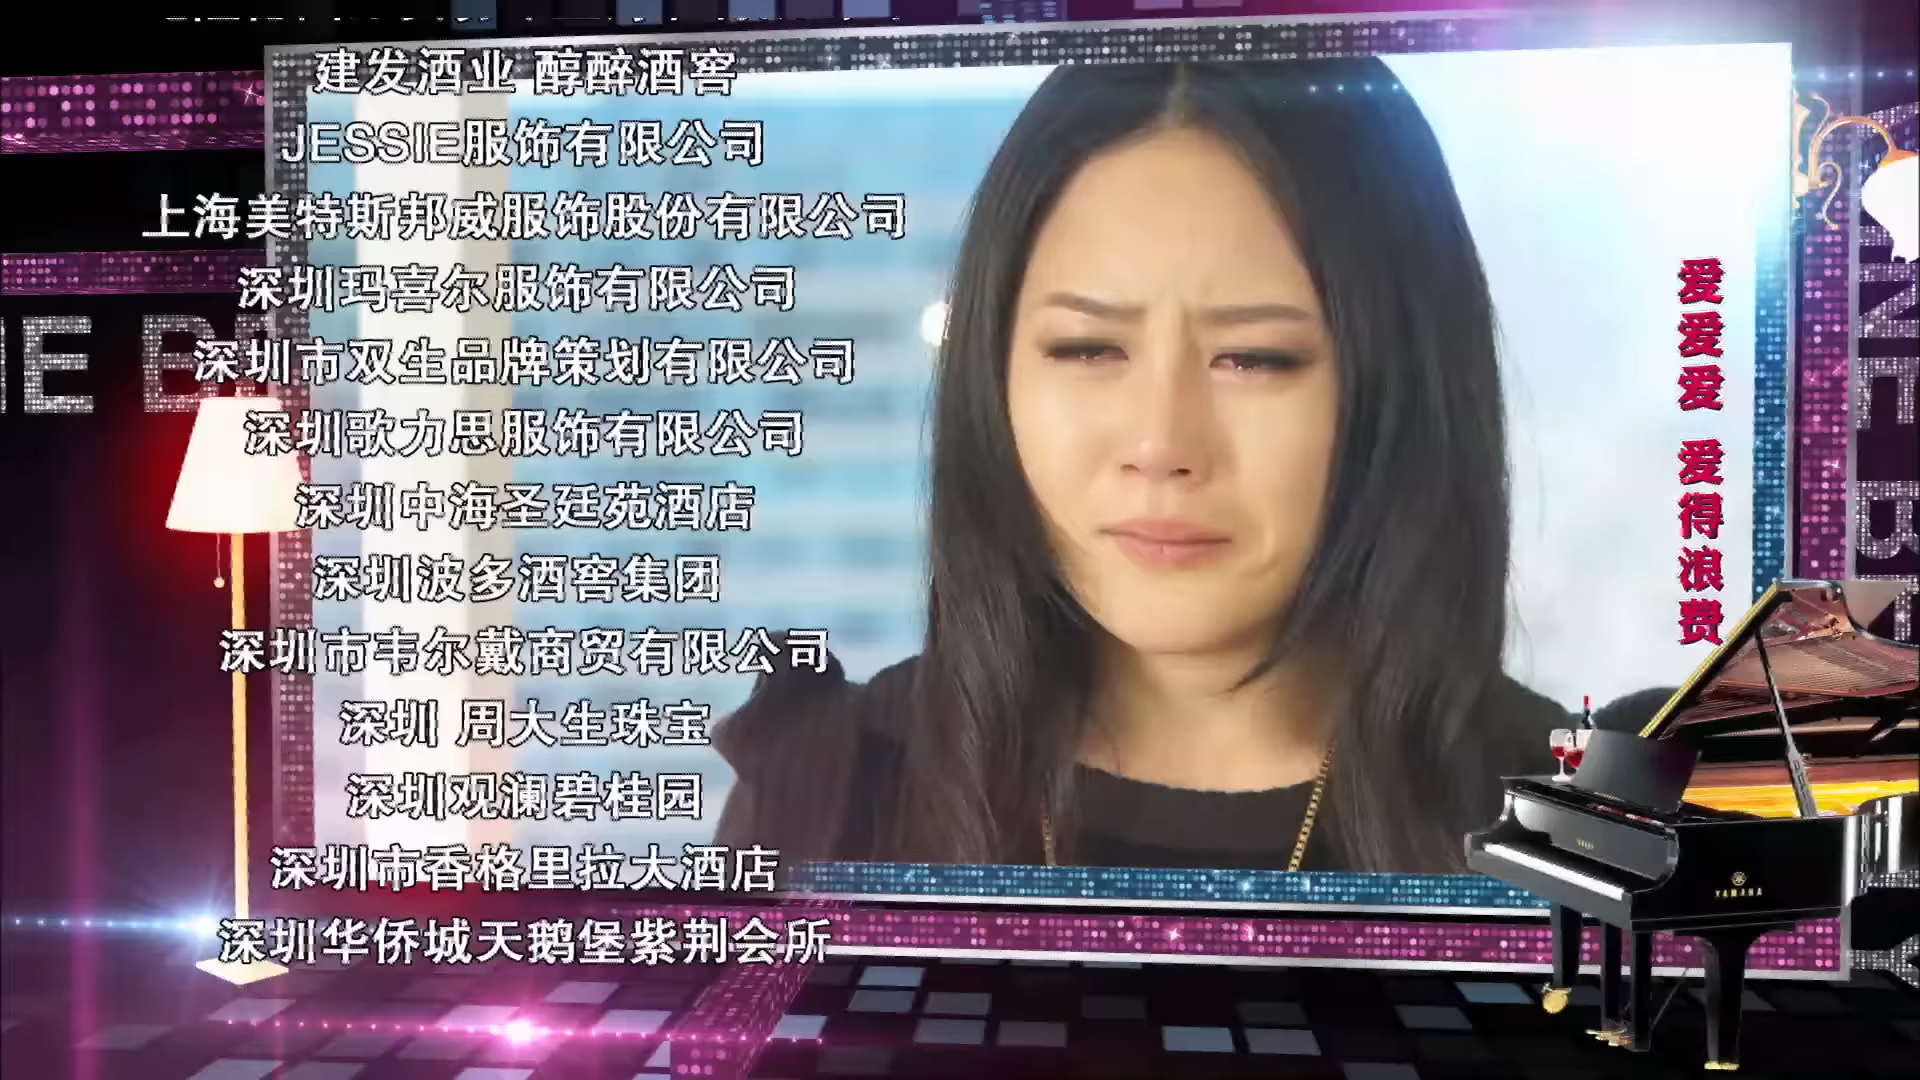 建发酒业 醇醉酒窖
JESSIE服饰有限公司
上海美特斯邦威服饰股份有限公司
深圳玛喜尔服饰有限公司
深圳市双生品牌策划有限公司
深圳歌力思服饰有限公司
深圳中海圣廷苑酒店
深圳波多酒窖集团
深圳市韦尔戴商贸有限公司
深圳 周大生珠宝
深圳观澜碧桂园
深圳市香格里拉大酒店
深圳华侨城天鹅堡紫荆会所
爱爱爱 爱得浪费
YAMAHA